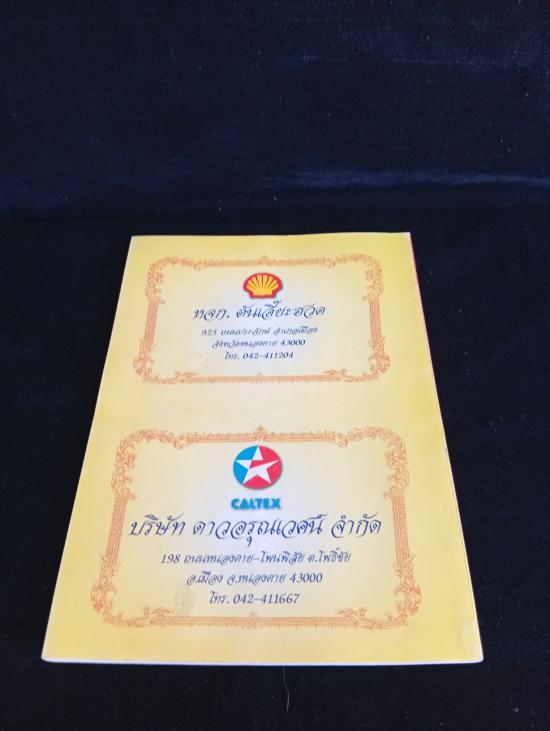 หจก. ตันเลี้ยะฮวด
925 ถนนประจักษ์ อำเภอเมือง
จังหวัดหนองคาย 43000
โทร. 042-411204
CALTEX
บริษัท ดาวอรุณเวศน์ จำกัด
198 ถนนหนองคาย-โพนพิสัย ต.โพธิ์ชัย
อ.เมือง จ.หนองคาย 43000
โทร. 042-411667